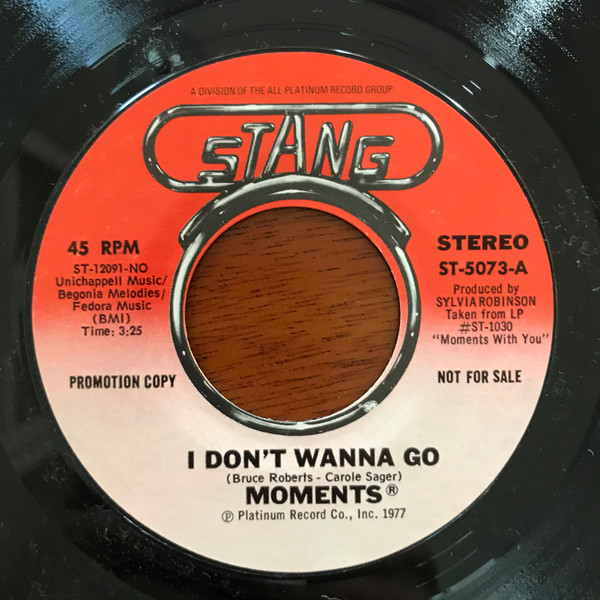 A DIVISION OF THE ALL PLATINUM RECORD GROUP
STANG
45 RPM
ST-12091-NO
Unichappell Music/
Begonia Melodies/
Fedora Music
(BMI)
Time: 3:25
PROMOTION COPY
STEREO
ST-5073-A
Produced by
SYLVIA ROBINSON
Taken from LP
#ST-1030
"Moments With You"
NOT FOR SALE
I DON'T WANNA GO
(Bruce Roberts - Carole Sager)
MOMENTS®
℗ Platinum Record Co., Inc. 1977